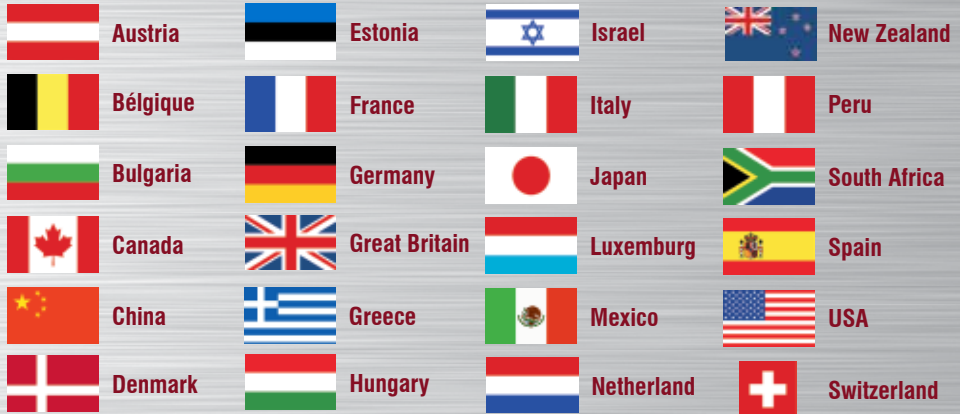 Austria
Bélgique
Bulgaria
Canada
China
Denmark
Estonia
France
Germany
Great Britain
Greece
Hungary
Israel
Italy
Japan
Luxemburg
Mexico
Netherland
New Zealand
Peru
South Africa
Spain
USA
Switzerland